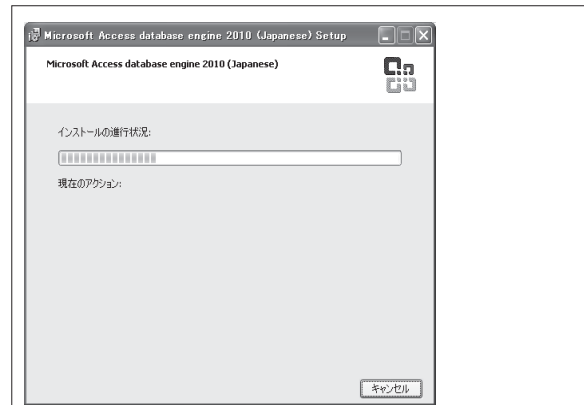 Microsoft Access database engine 2010 (Japanese) Setup
Microsoft Access database engine 2010 (Japanese)
インストールの進行状況:
現在のアクション:
キャンセル